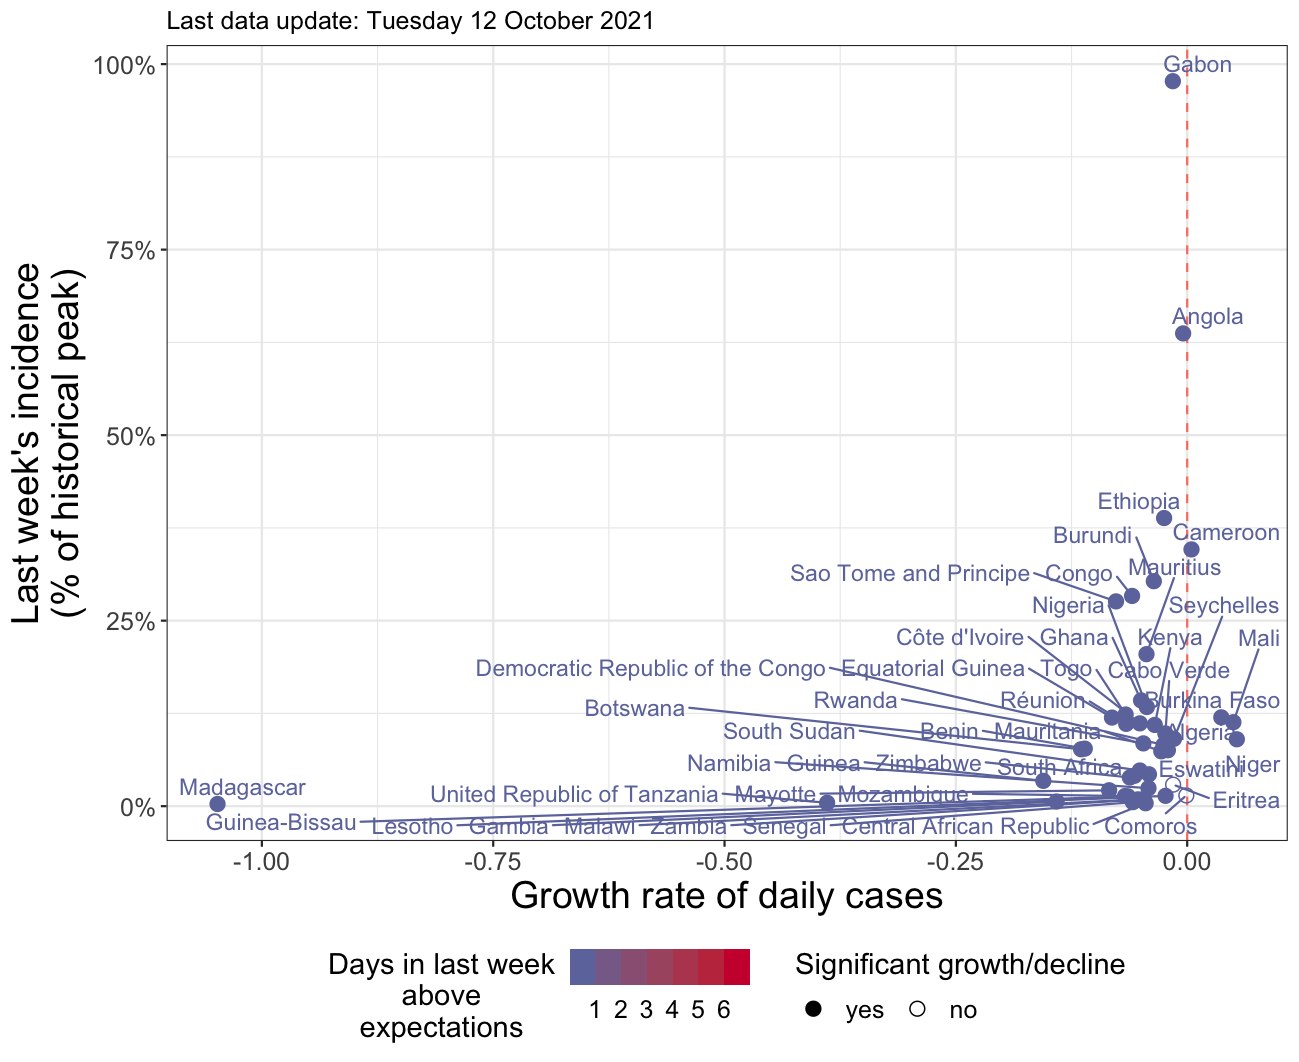 Last data update: Tuesday 12 October 2021
Last week's incidence
(% of historical peak)
100%
75%
50%
25%
0%
Gabon
Angola
Ethiopia
Cameroon
Burundi
Mauritius
Sao Tome and Principe
Congo
Nigeria
Seychelles
Côte d'Ivoire
Ghana
Kenya
Mali
Democratic Republic of the Congo
Equatorial Guinea
Togo
Cabo Verde
Botswana
Rwanda
Réunion
Burkina Faso
South Sudan
Benin
Mauritania
Algeria
Namibia
Guinea
Zimbabwe
South Africa
Eswatini
Niger
Madagascar
United Republic of Tanzania
Mayotte
Mozambique
Eritrea
Guinea-Bissau
Lesotho
Gambia
Malawi
Zambia
Senegal
Central African Republic
Comoros
-1.00
-0.75
-0.50
-0.25
0.00
Growth rate of daily cases
Days in last week
above
expectations
1 2 3 4 5 6
Significant growth/decline
yes
no